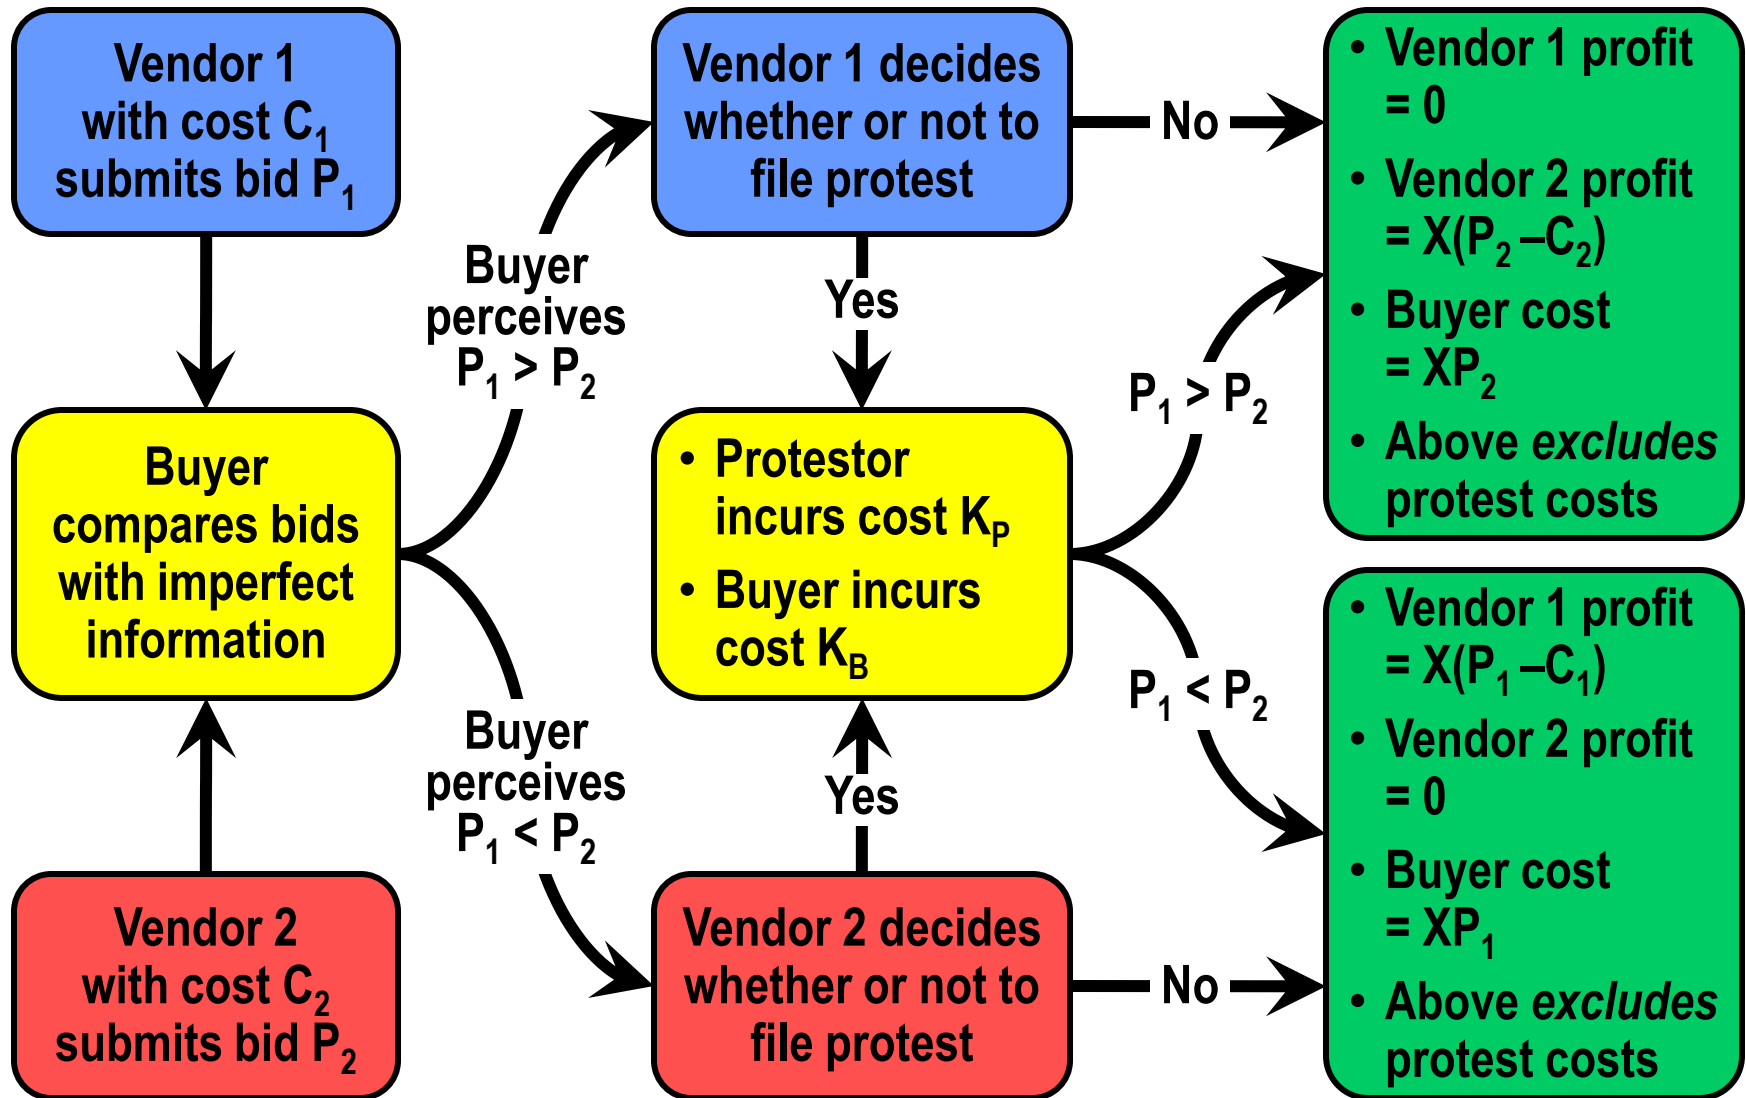 Vendor 1
with cost C₁
submits bid P₁
Buyer
compares bids
with imperfect
information
Vendor 2
with cost C₂
submits bid P₂
Buyer
perceives
P₁ > P₂
Buyer
perceives
P₁ < P₂
Vendor 1 decides
whether or not to
file protest
No
Yes
• Protestor
incurs cost K_P
• Buyer incurs
cost K_B
Yes
Vendor 2 decides
whether or not to
file protest
No
P₁ > P₂
P₁ < P₂
• Vendor 1 profit
= 0
• Vendor 2 profit
= X(P₂ –C₂)
• Buyer cost
= XP₂
• Above excludes
protest costs
• Vendor 1 profit
= X(P₁ –C₁)
• Vendor 2 profit
= 0
• Buyer cost
= XP₁
• Above excludes
protest costs